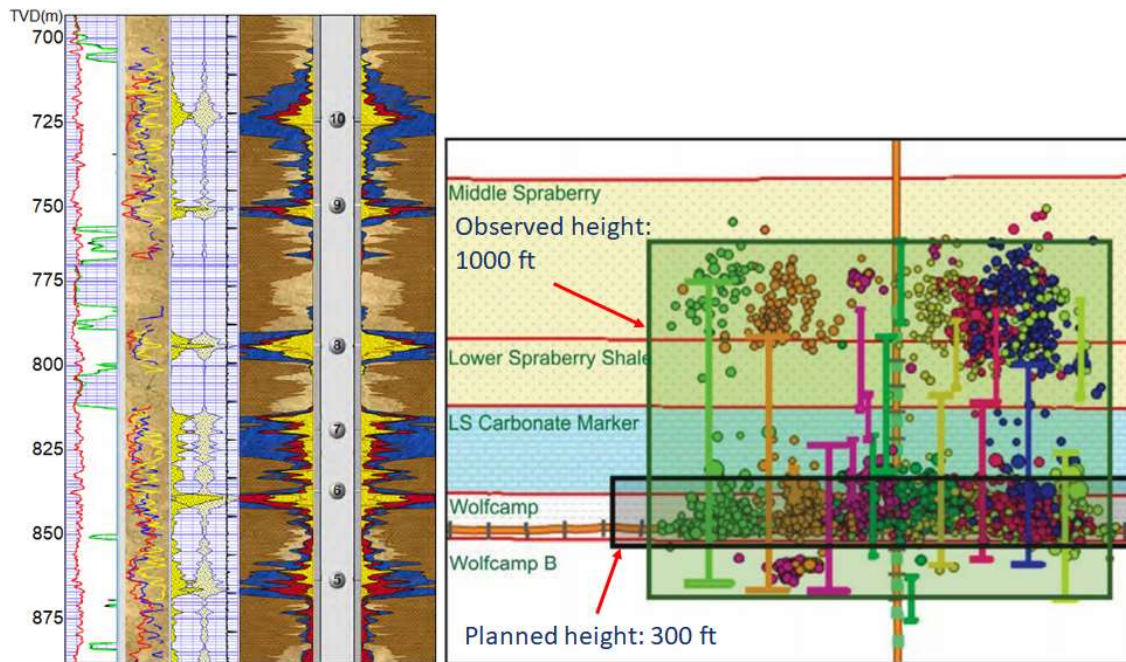 TVD(m)
700
725
750
775
800
825
850
875
10
9
8
7
6
5
Middle Spraberry
Observed height:
1000 ft
Lower Spraberry Shale
LS Carbonate Marker
Wolfcamp
Wolfcamp B
Planned height: 300 ft